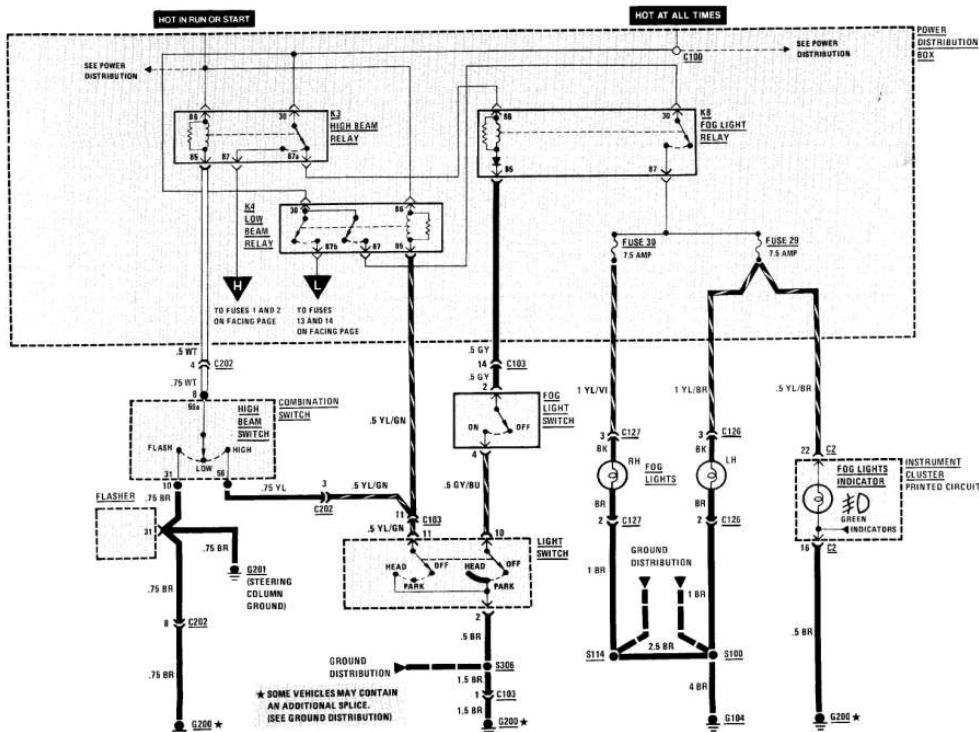 HOT IN RUN OR START
HOT AT ALL TIMES
SEE POWER
DISTRIBUTION
C100
SEE POWER
DISTRIBUTION
POWER
DISTRIBUTION
BOX
86
30
K3
HIGH BEAM
RELAY
85
87
87a
86
30
K8
FOG LIGHT
RELAY
85
87
K4
LOW
BEAM
RELAY
30
86
87b
87
85
FUSE 30
7.5 AMP
FUSE 29
7.5 AMP
H
L
TO FUSES 1 AND 2
ON FACING PAGE
TO FUSES
13 AND 14
ON FACING PAGE
.5 WT
4
C202
.75 WT
8
56a
COMBINATION
SWITCH
HIGH
BEAM
SWITCH
FLASH
LOW
HIGH
31
10
56
.5 GY
14
C103
.5 GY
2
FOG
LIGHT
SWITCH
ON
OFF
4
.5 GY/BU
.5 YL/GN
1 YL/VI
1 YL/BR
.5 YL/BR
3
C127
BK
RH
FOG
LIGHTS
BR
2
C127
1 BR
3
C126
BK
LH
BR
2
C126
1 BR
22
C2
FOG LIGHTS
INDICATOR
GREEN
INDICATORS
INSTRUMENT
CLUSTER
PRINTED CIRCUIT
16
C2
.5 BR
FLASHER
31
.75 BR
.75 BR
.75 BR
G201
(STEERING
COLUMN
GROUND)
.75 YL
3
C202
.5 YL/GN
11
C103
.5 YL/GN
11
10
LIGHT
SWITCH
HEAD
OFF
PARK
HEAD
OFF
PARK
2
.5 BR
8
C202
.75 BR
G200 ★
GROUND
DISTRIBUTION
S306
1.5 BR
1
C103
1.5 BR
G200 ★
★ SOME VEHICLES MAY CONTAIN
AN ADDITIONAL SPLICE.
(SEE GROUND DISTRIBUTION)
GROUND
DISTRIBUTION
S114
2.5 BR
S100
4 BR
G104
G200 ★